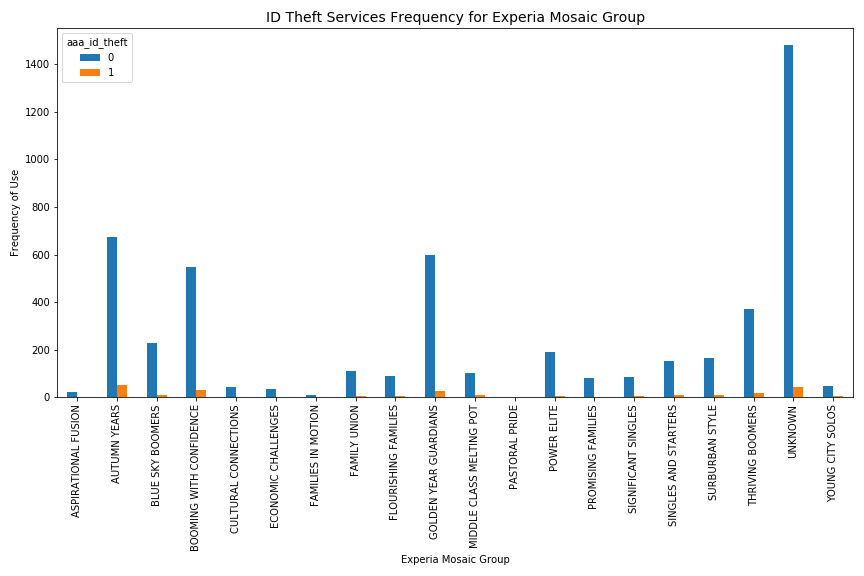 ID Theft Services Frequency for Experia Mosaic Group
aaa_id_theft
0
1
Frequency of Use
1400
1200
1000
800
600
400
200
0
ASPIRATIONAL FUSION
AUTUMN YEARS
BLUE SKY BOOMERS
BOOMING WITH CONFIDENCE
CULTURAL CONNECTIONS
ECONOMIC CHALLENGES
FAMILIES IN MOTION
FAMILY UNION
FLOURISHING FAMILIES
GOLDEN YEAR GUARDIANS
MIDDLE CLASS MELTING POT
PASTORAL PRIDE
POWER ELITE
PROMISING FAMILIES
SIGNIFICANT SINGLES
SINGLES AND STARTERS
SURBURBAN STYLE
THRIVING BOOMERS
UNKNOWN
YOUNG CITY SOLOS
Experia Mosaic Group